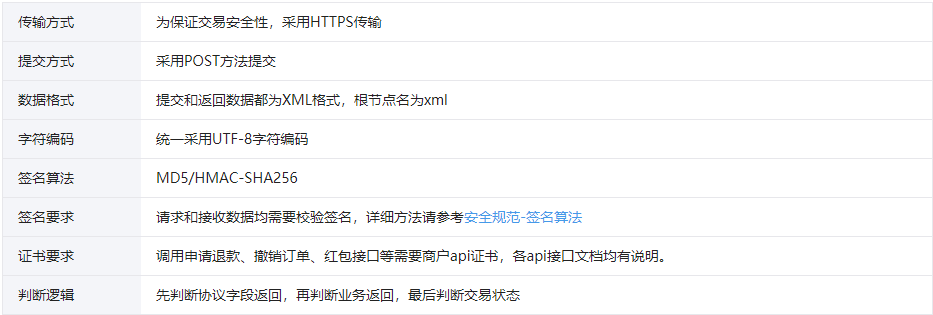 传输方式 为保证交易安全性，采用HTTPS传输
提交方式 采用POST方法提交
数据格式 提交和返回数据都为XML格式，根节点名为xml
字符编码 统一采用UTF-8字符编码
签名算法 MD5/HMAC-SHA256
签名要求 请求和接收数据均需要校验签名，详细方法请参考安全规范-签名算法
证书要求 调用申请退款、撤销订单、红包接口等需要商户api证书，各api接口文档均有说明。
判断逻辑 先判断协议字段返回，再判断业务返回，最后判断交易状态